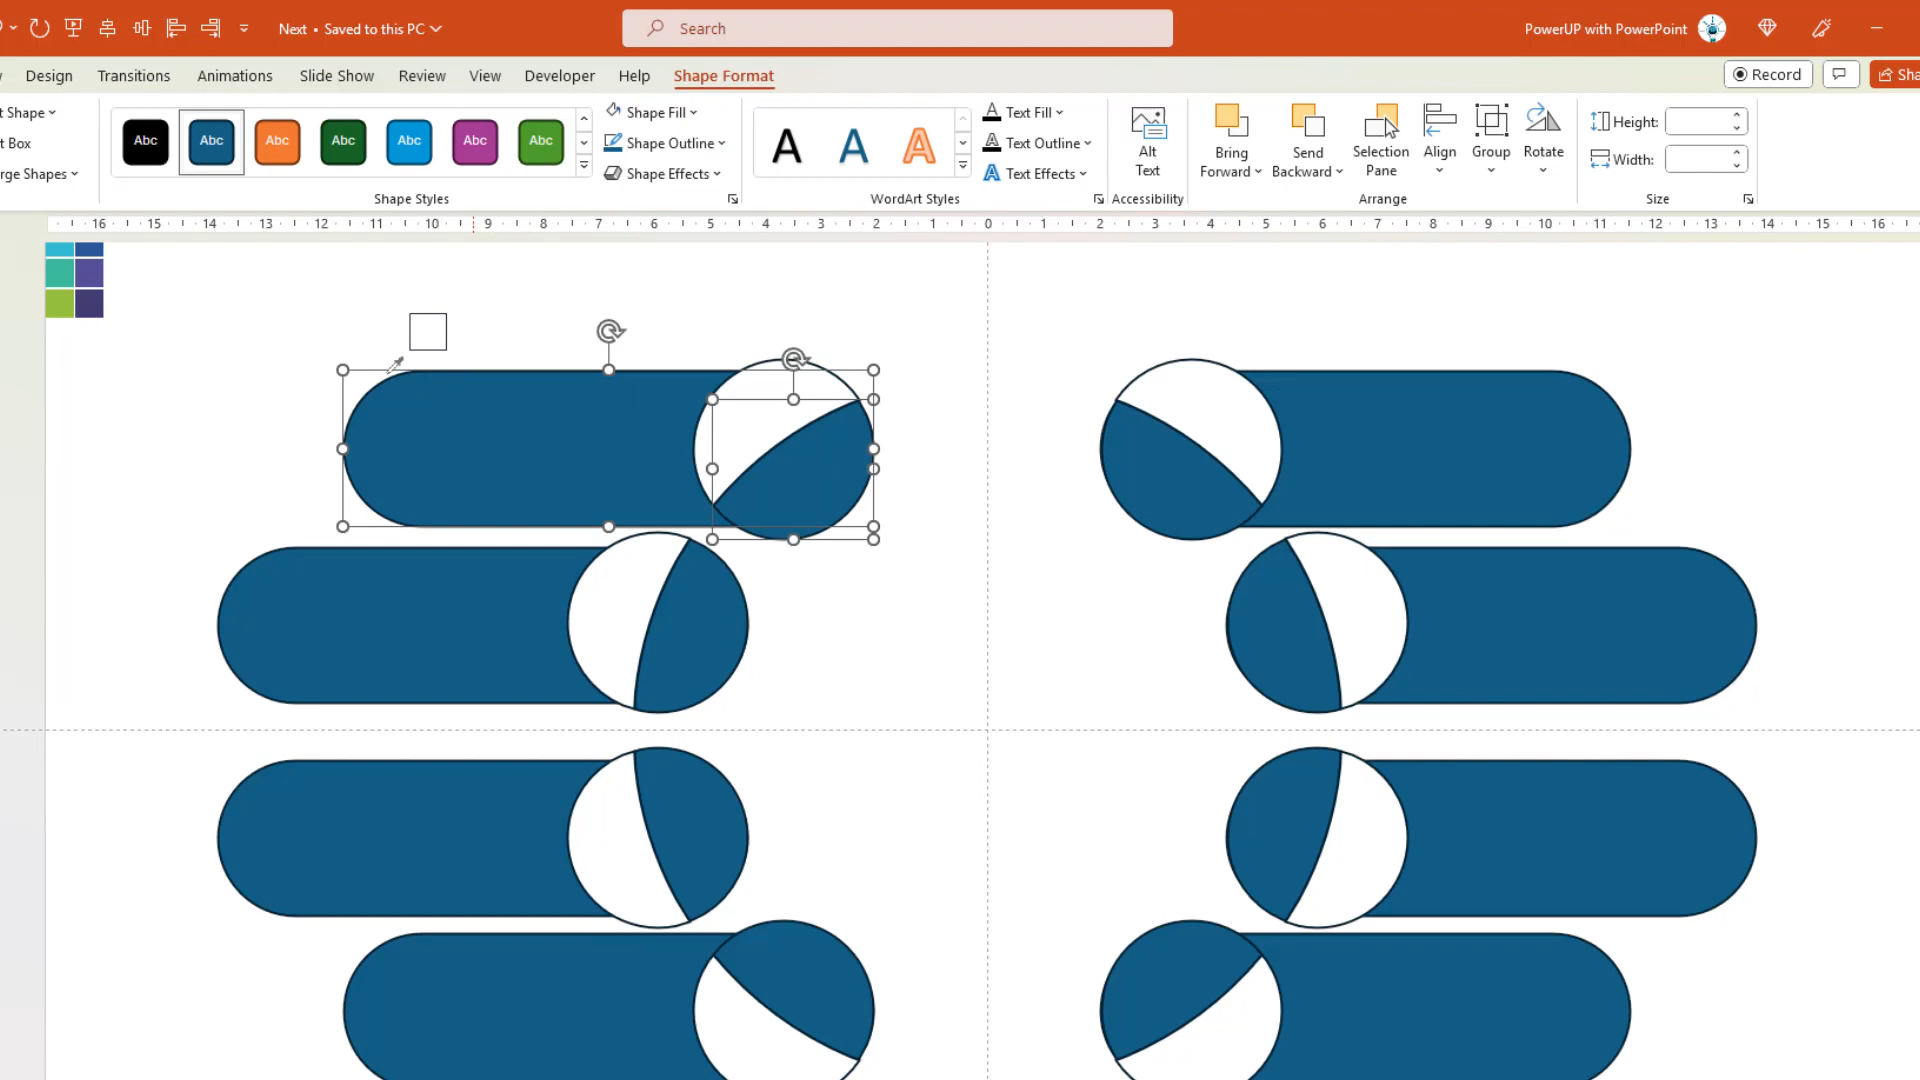 Next • Saved to this PC
Search
PowerUP with PowerPoint
Design
Transitions
Animations
Slide Show
Review
View
Developer
Help
Shape Format
Record
Sha
t Shape
t Box
rge Shapes
Abc Abc Abc Abc Abc Abc Abc
Shape Fill
Shape Outline
Shape Effects
Shape Styles
A A A
Text Fill
Text Outline
Text Effects
WordArt Styles
Alt
Text
Accessibility
Bring
Forward
Send
Backward
Selection
Pane
Align
Group
Rotate
Arrange
Height:
Width:
Size
16 15 14 13 12 11 10 9 8 7 6 5 4 3 2 1 0 1 2 3 4 5 6 7 8 9 10 11 12 13 14 15 16